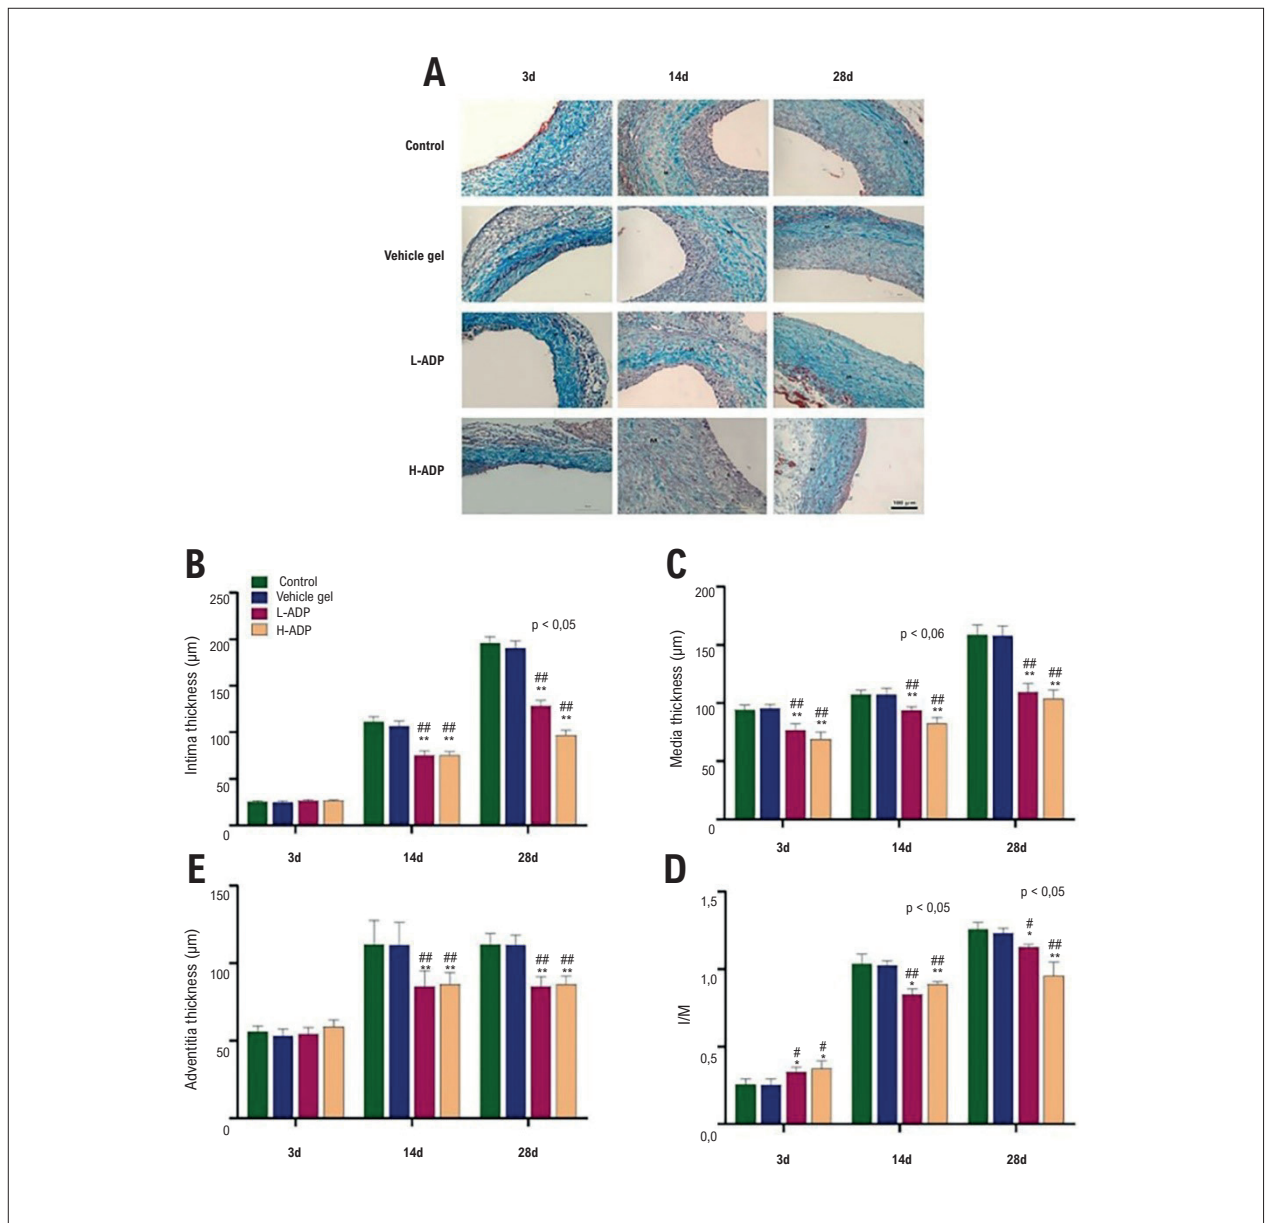 A
3d 14d 28d
Control
Vehicle gel
L-ADP
H-ADP
100 µm
B
Control
Vehicle gel
L-ADP
H-ADP
Intima thickness (µm)
250
200
150
100
50
0
p < 0,05
##
**
##
**
##
**
##
**
3d 14d 28d
C
Media thickness (µm)
200
150
100
50
0
p < 0,06
##
**
##
**
##
**
##
**
##
**
##
**
3d 14d 28d
E
Adventitia thickness (µm)
150
100
50
0
##
**
##
**
##
**
##
**
3d 14d 28d
D
I/M
1,5
1,0
0,5
0,0
p < 0,05
p < 0,05
#
*
#
*
##
*
##
**
#
*
##
**
3d 14d 28d